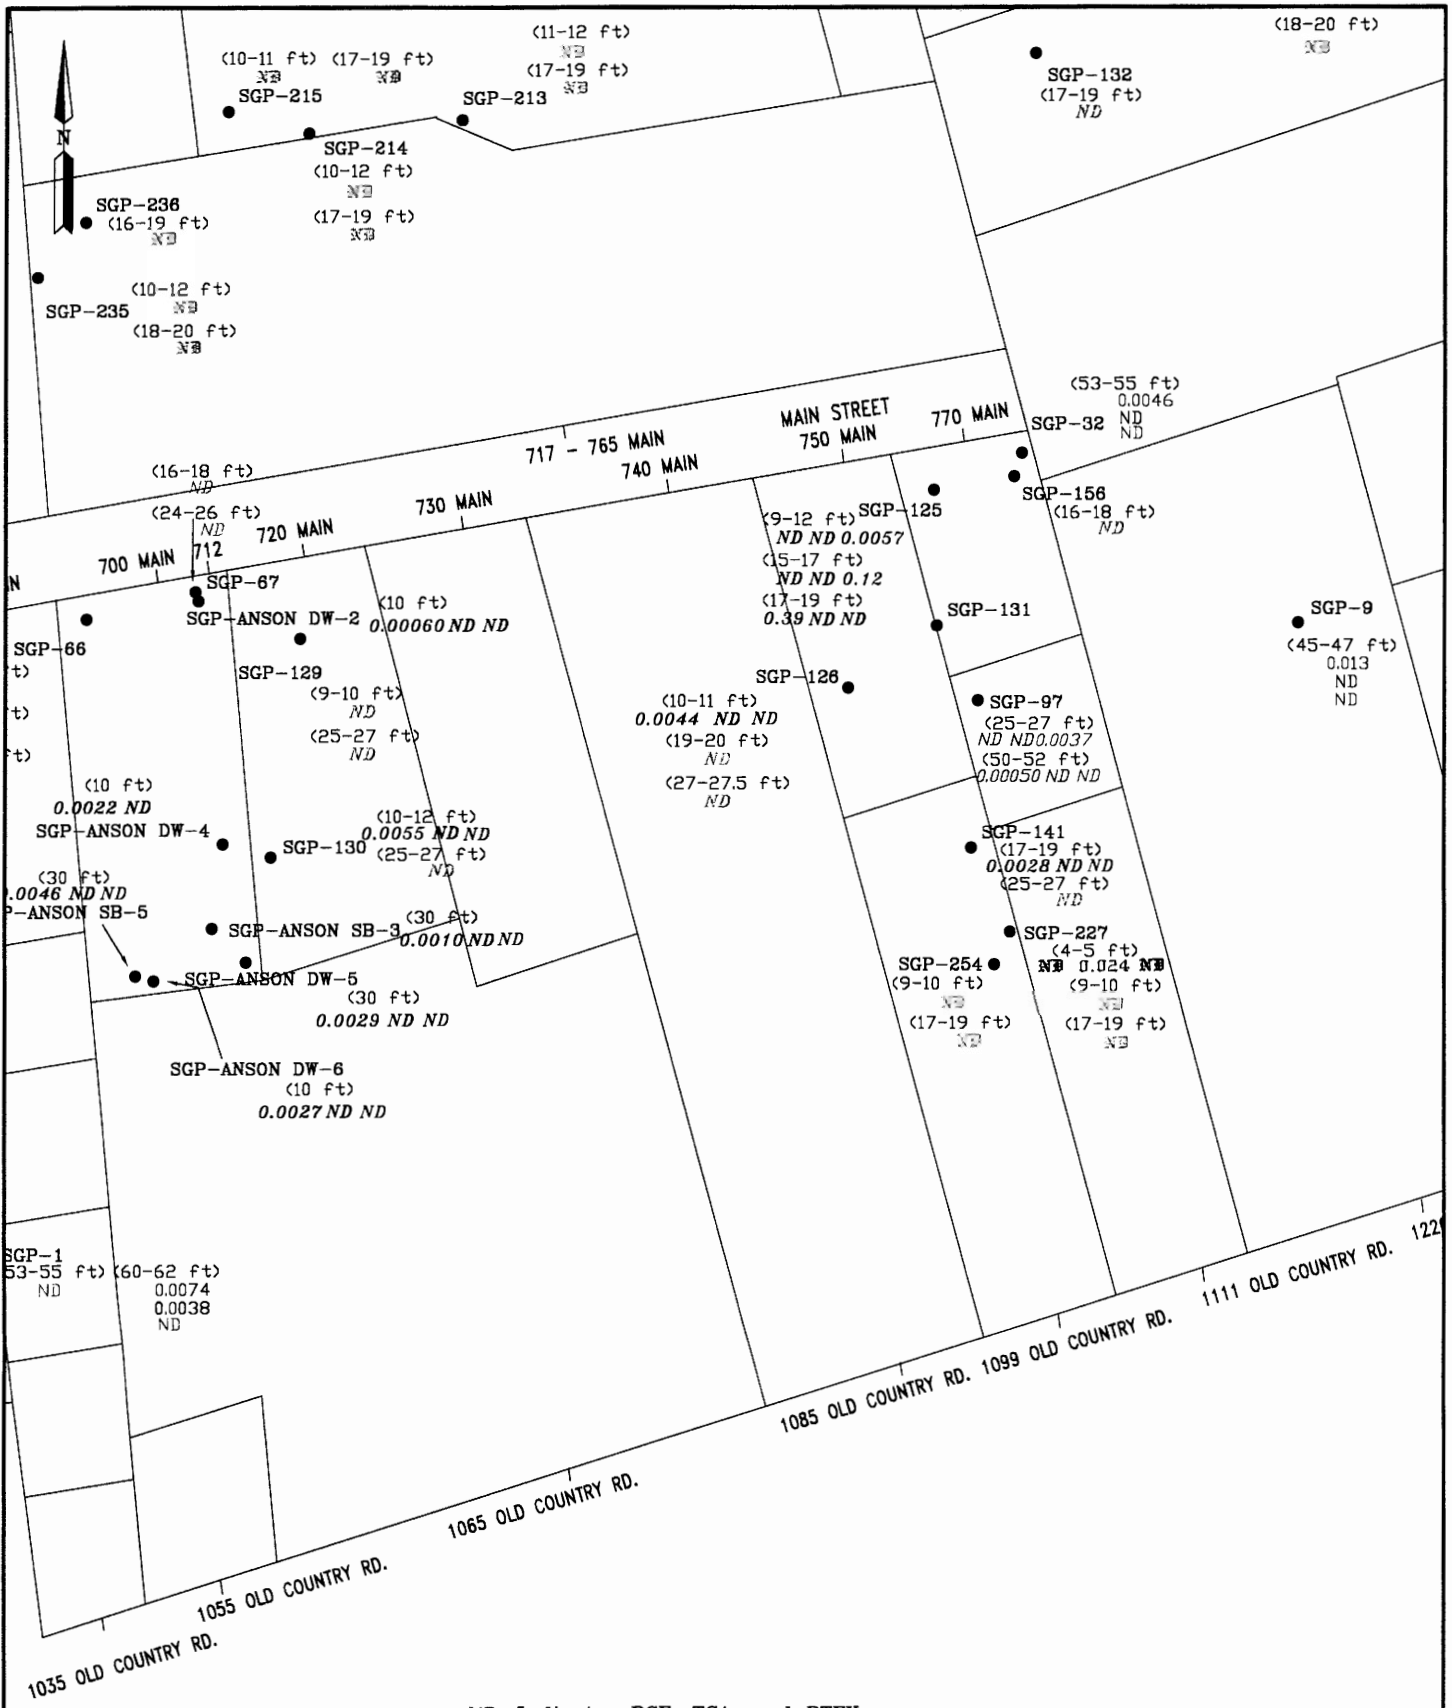 (11-12 ft)
ND
(17-19 ft)
ND
SGP-213
(10-11 ft) (17-19 ft)
ND ND
SGP-215
SGP-214
(10-12 ft)
ND
(17-19 ft)
ND
(18-20 ft)
ND
SGP-132
(17-19 ft)
ND
N
SGP-236
(16-19 ft)
ND
SGP-235
(10-12 ft)
ND
(18-20 ft)
ND
(53-55 ft)
0.0046
ND
ND
SGP-32
MAIN STREET
717 - 765 MAIN
700 MAIN
712
720 MAIN
730 MAIN
740 MAIN
750 MAIN
770 MAIN
(16-18 ft)
ND
(24-26 ft)
ND
SGP-67
SGP-ANSON DW-2
(10 ft)
0.00060 ND ND
SGP-66
t)
t)
ft)
SGP-129
(9-10 ft)
ND
(25-27 ft)
ND
SGP-125
(9-12 ft)
ND ND 0.0057
(15-17 ft)
ND ND 0.12
(17-19 ft)
0.39 ND ND
SGP-156
(16-18 ft)
ND
SGP-131
SGP-9
(45-47 ft)
0.013
ND
ND
SGP-126
(10-11 ft)
0.0044 ND ND
(19-20 ft)
ND
(27-27.5 ft)
ND
SGP-97
(25-27 ft)
ND ND 0.0037
(50-52 ft)
0.00050 ND ND
(10 ft)
0.0022 ND
SGP-ANSON DW-4
SGP-130
(10-12 ft)
0.0055 ND ND
(25-27 ft)
ND
SGP-141
(17-19 ft)
0.0028 ND ND
(25-27 ft)
ND
(30 ft)
.0046 ND ND
P-ANSON SB-5
SGP-ANSON SB-3
(30 ft)
0.0010 ND ND
SGP-ANSON DW-5
(30 ft)
0.0029 ND ND
SGP-ANSON DW-6
(10 ft)
0.0027 ND ND
SGP-227
(4-5 ft)
ND 0.024 ND
(9-10 ft)
ND
(17-19 ft)
ND
SGP-254
(9-10 ft)
ND
(17-19 ft)
ND
SGP-1
53-55 ft) (60-62 ft)
ND 0.0074
0.0038
ND
1035 OLD COUNTRY RD.
1055 OLD COUNTRY RD.
1065 OLD COUNTRY RD.
1085 OLD COUNTRY RD.
1099 OLD COUNTRY RD.
1111 OLD COUNTRY RD.